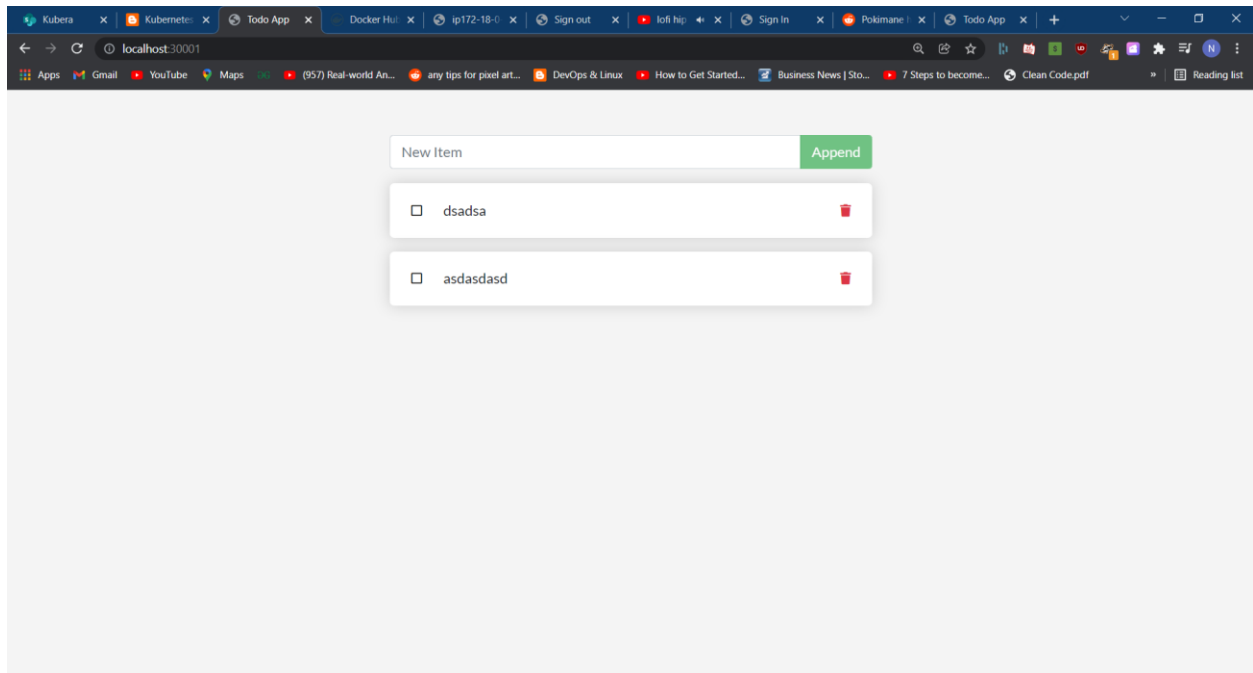 Kubera Kubernetes Todo App Docker Hul ip172-18-0 Sign out lofi hip Sign In Pokimane Todo App
localhost:30001
Apps Gmail YouTube Maps (957) Real-world An... any tips for pixel art... DevOps & Linux How to Get Started... Business News | Sto... 7 Steps to become... Clean Code.pdf » Reading list
New Item Append
dsadsa
asdasdasd